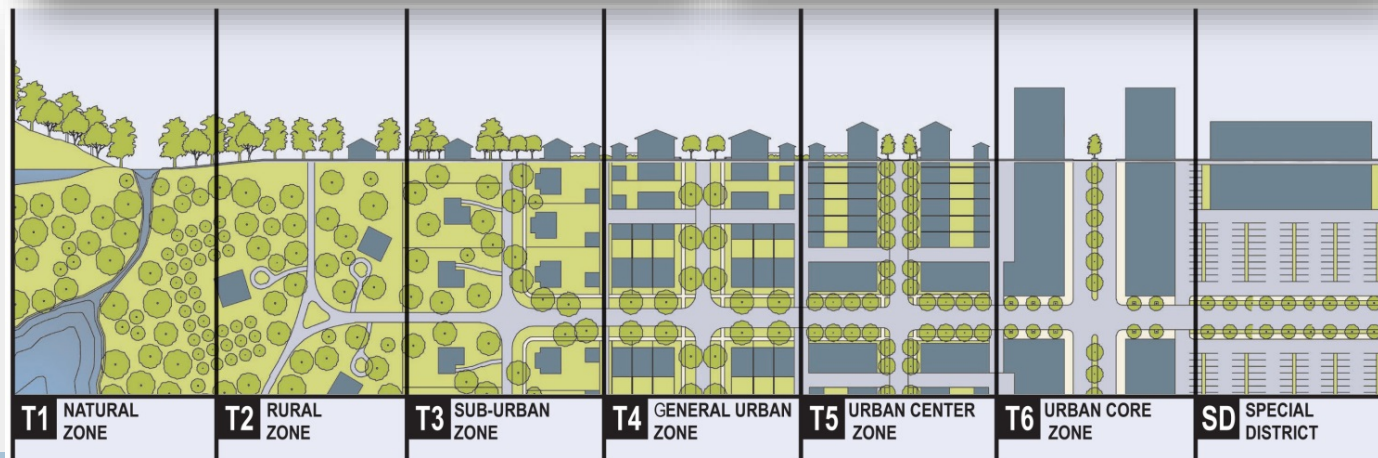 T1 NATURAL
ZONE
T2 RURAL
ZONE
T3 SUB-URBAN
ZONE
T4 GENERAL URBAN
ZONE
T5 URBAN CENTER
ZONE
T6 URBAN CORE
ZONE
SD SPECIAL
DISTRICT